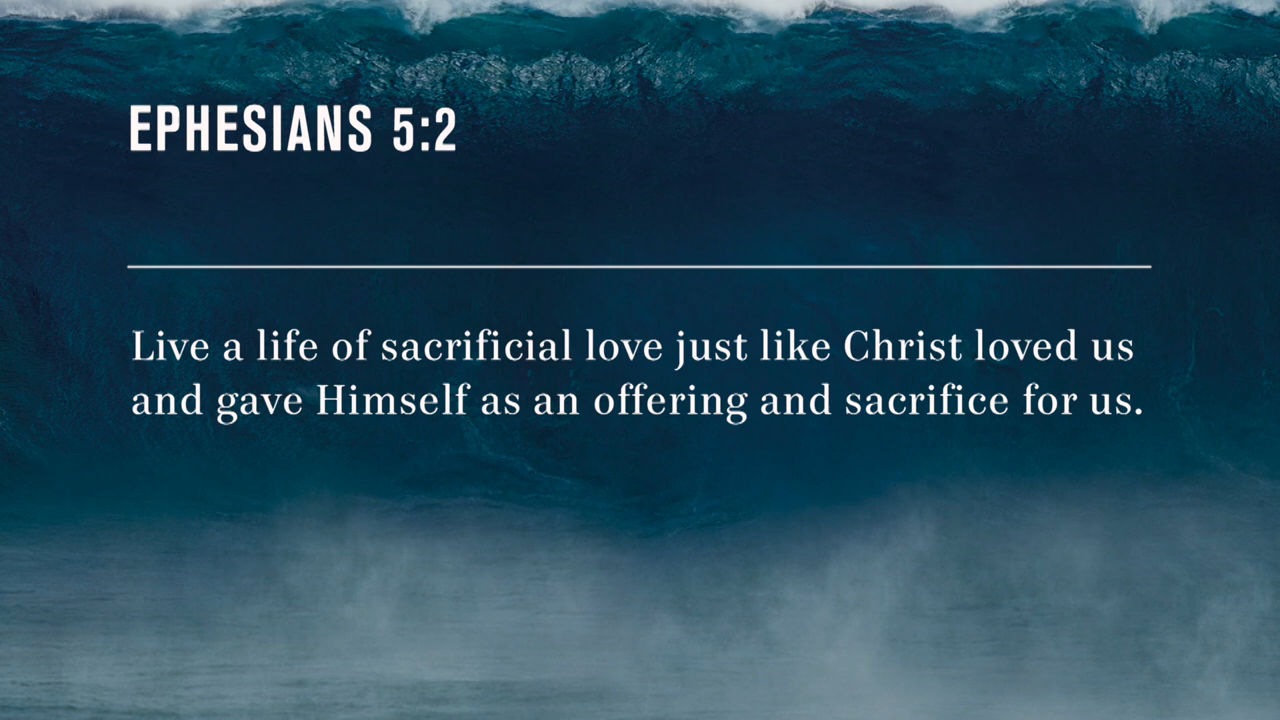 EPHESIANS 5:2
Live a life of sacrificial love just like Christ loved us
and gave Himself as an offering and sacrifice for us.